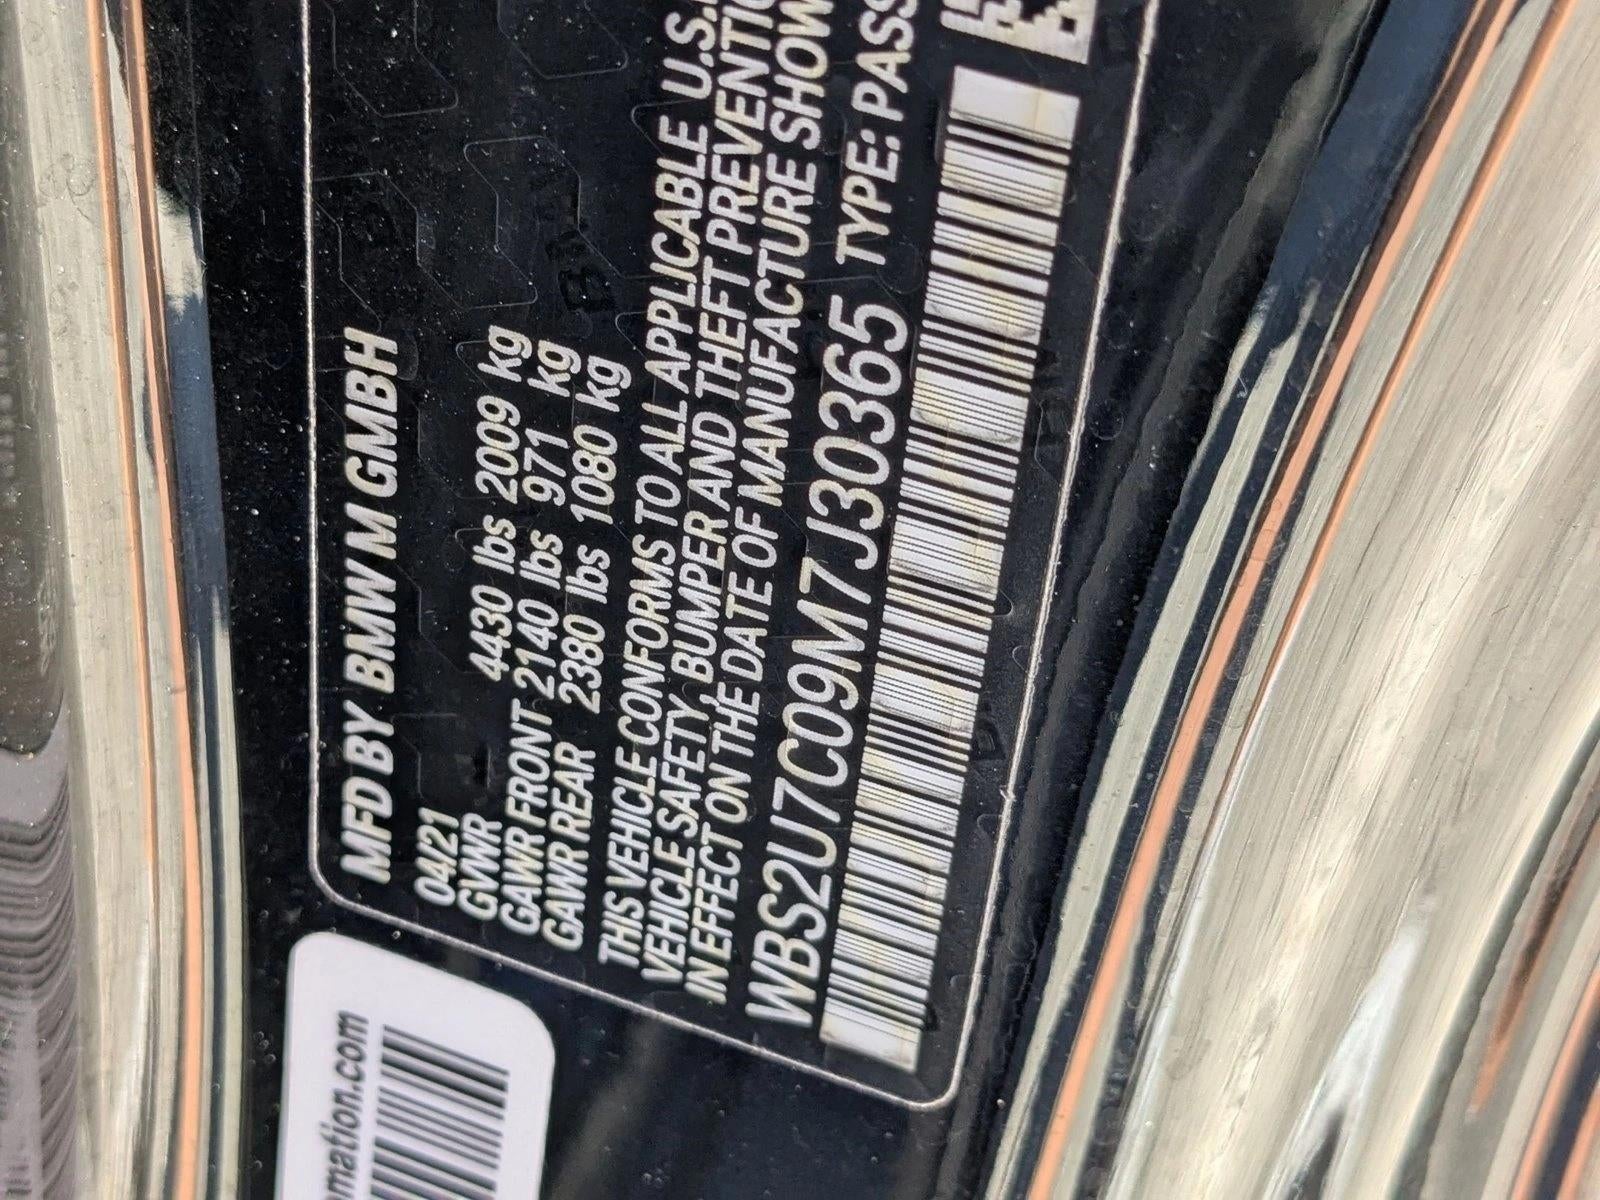 MFD BY BMW M GMBH
04/21
GVWR 4430 lbs 2009 kg
GAWR FRONT 2140 lbs 971 kg
GAWR REAR 2380 lbs 1080 kg
THIS VEHICLE CONFORMS TO ALL APPLICABLE U.S.
VEHICLE SAFETY, BUMPER AND THEFT PREVENTIO
IN EFFECT ON THE DATE OF MANUFACTURE SHOW
WBS2U7C09M7J30365 TYPE: PASS
mation.com